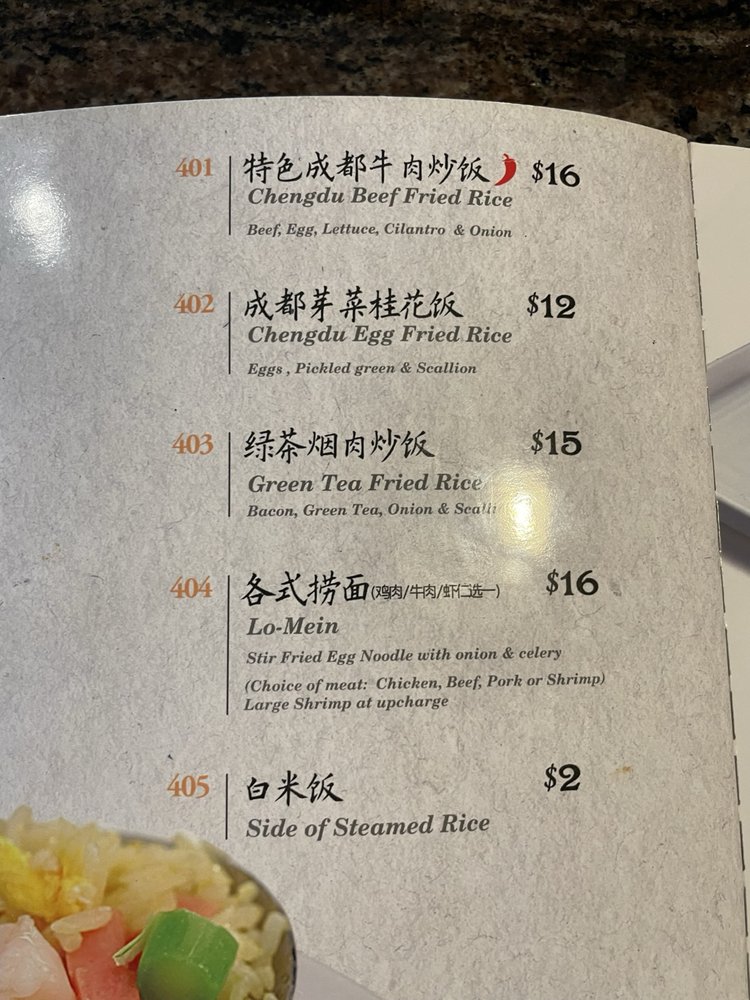 401 特色成都牛肉炒饭 $16
Chengdu Beef Fried Rice
Beef, Egg, Lettuce, Cilantro & Onion
402 成都芽菜桂花饭 $12
Chengdu Egg Fried Rice
Eggs , Pickled green & Scallion
403 绿茶烟肉炒饭 $15
Green Tea Fried Rice
Bacon, Green Tea, Onion &
404 各式捞面(鸡肉/牛肉/虾仁选一) $16
Lo-Mein
Stir Fried Egg Noodle with onion & celery
(Choice of meat: Chicken, Beef, Pork or Shrimp)
Large Shrimp at upcharge
405 白米饭 $2
Side of Steamed Rice